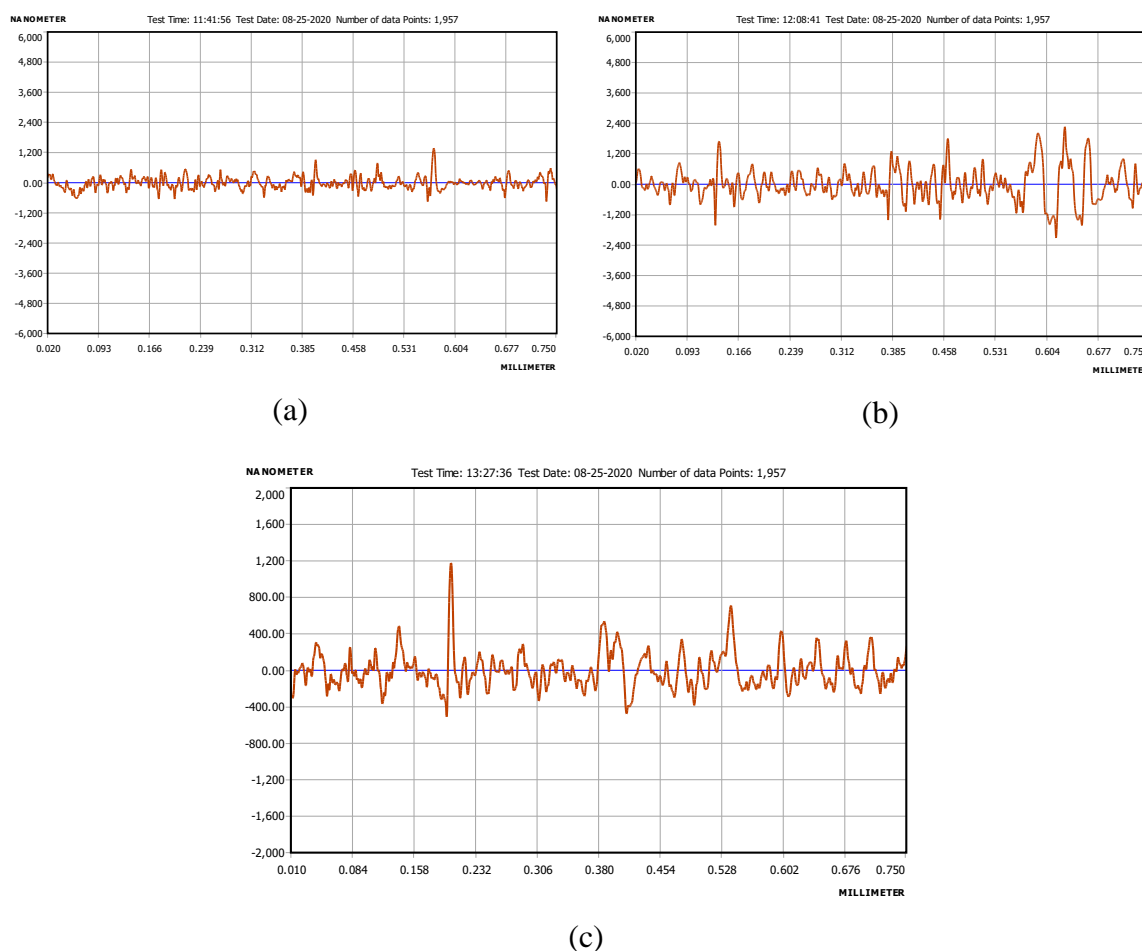 NANOMETER Test Time: 11:41:56 Test Date: 08-25-2020 Number of data Points: 1,957
6,000
4,800
3,600
2,400
1,200
0.00
-1,200
-2,400
-3,600
-4,800
-6,000
0.020 0.093 0.166 0.239 0.312 0.385 0.458 0.531 0.604 0.677 0.750
MILLIMETER
(a)
NANOMETER Test Time: 12:08:41 Test Date: 08-25-2020 Number of data Points: 1,957
6,000
4,800
3,600
2,400
1,200
0.00
-1,200
-2,400
-3,600
-4,800
-6,000
0.020 0.093 0.166 0.239 0.312 0.385 0.458 0.531 0.604 0.677 0.750
MILLIMETE
(b)
NANOMETER Test Time: 13:27:36 Test Date: 08-25-2020 Number of data Points: 1,957
2,000
1,600
1,200
800.00
400.00
0.00
-400.00
-800.00
-1,200
-1,600
-2,000
0.010 0.084 0.158 0.232 0.306 0.380 0.454 0.528 0.602 0.676 0.750
MILLIMETER
(c)